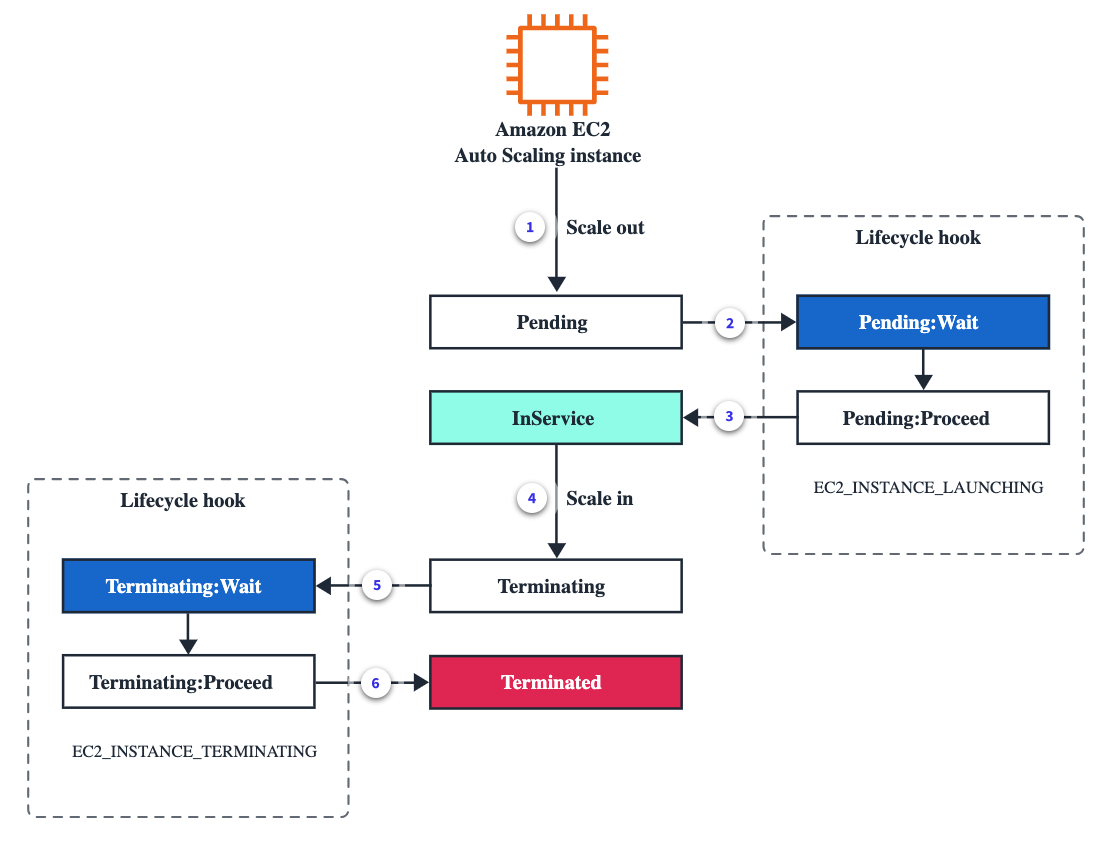 Amazon EC2
Auto Scaling instance
1
Scale out
Lifecycle hook
Pending
2
Pending:Wait
InService
3
Pending:Proceed
EC2_INSTANCE_LAUNCHING
4
Scale in
Lifecycle hook
Terminating:Wait
5
Terminating
Terminating:Proceed
6
Terminated
EC2_INSTANCE_TERMINATING